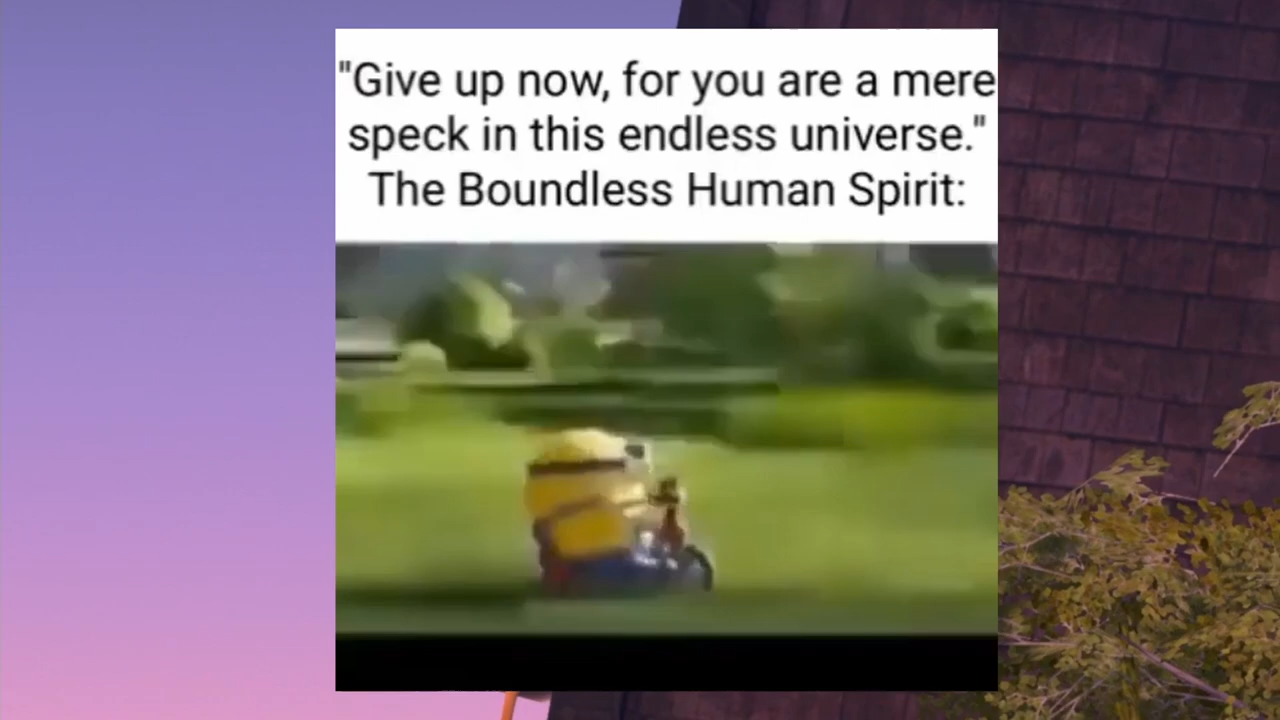 "Give up now, for you are a mere
speck in this endless universe."
The Boundless Human Spirit: